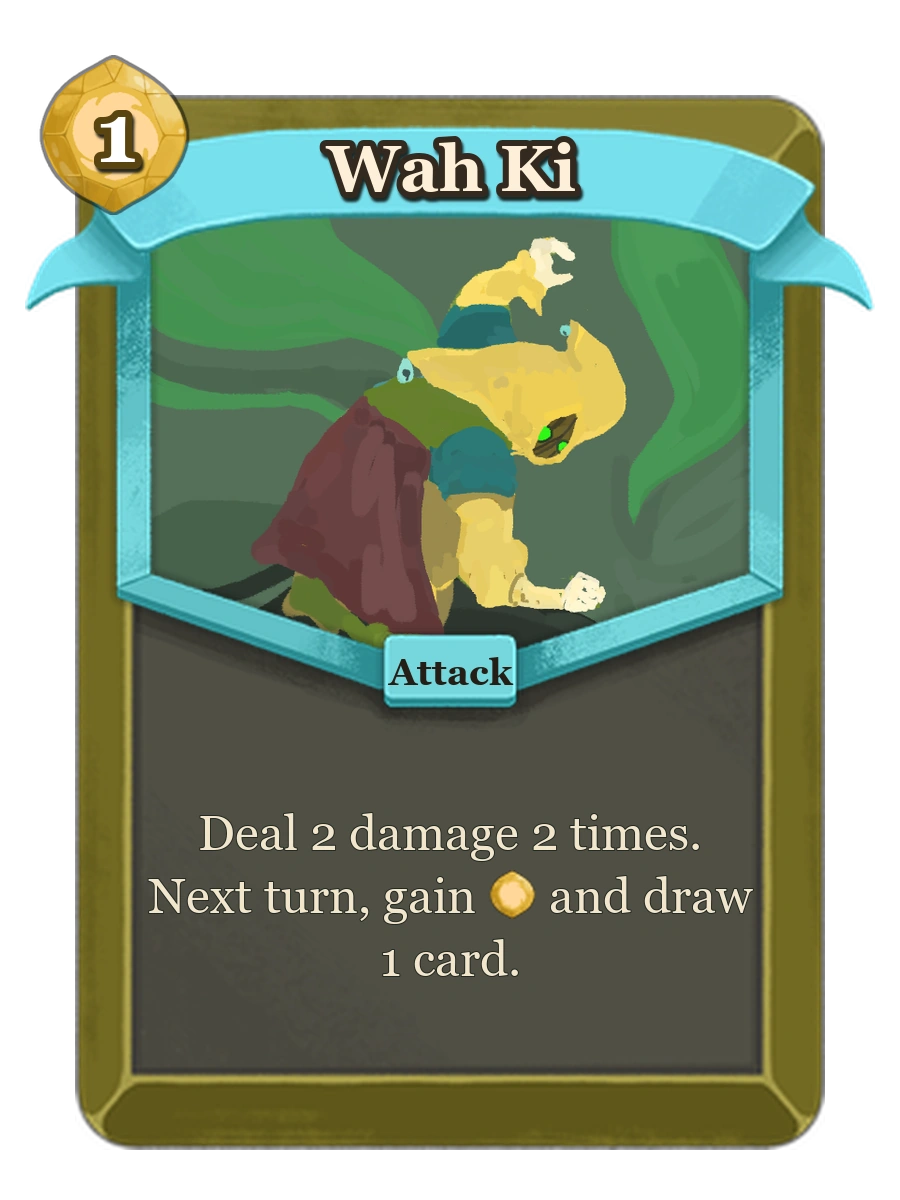 1
Wah Ki
Attack
Deal 2 damage 2 times.
Next turn, gain and draw
1 card.